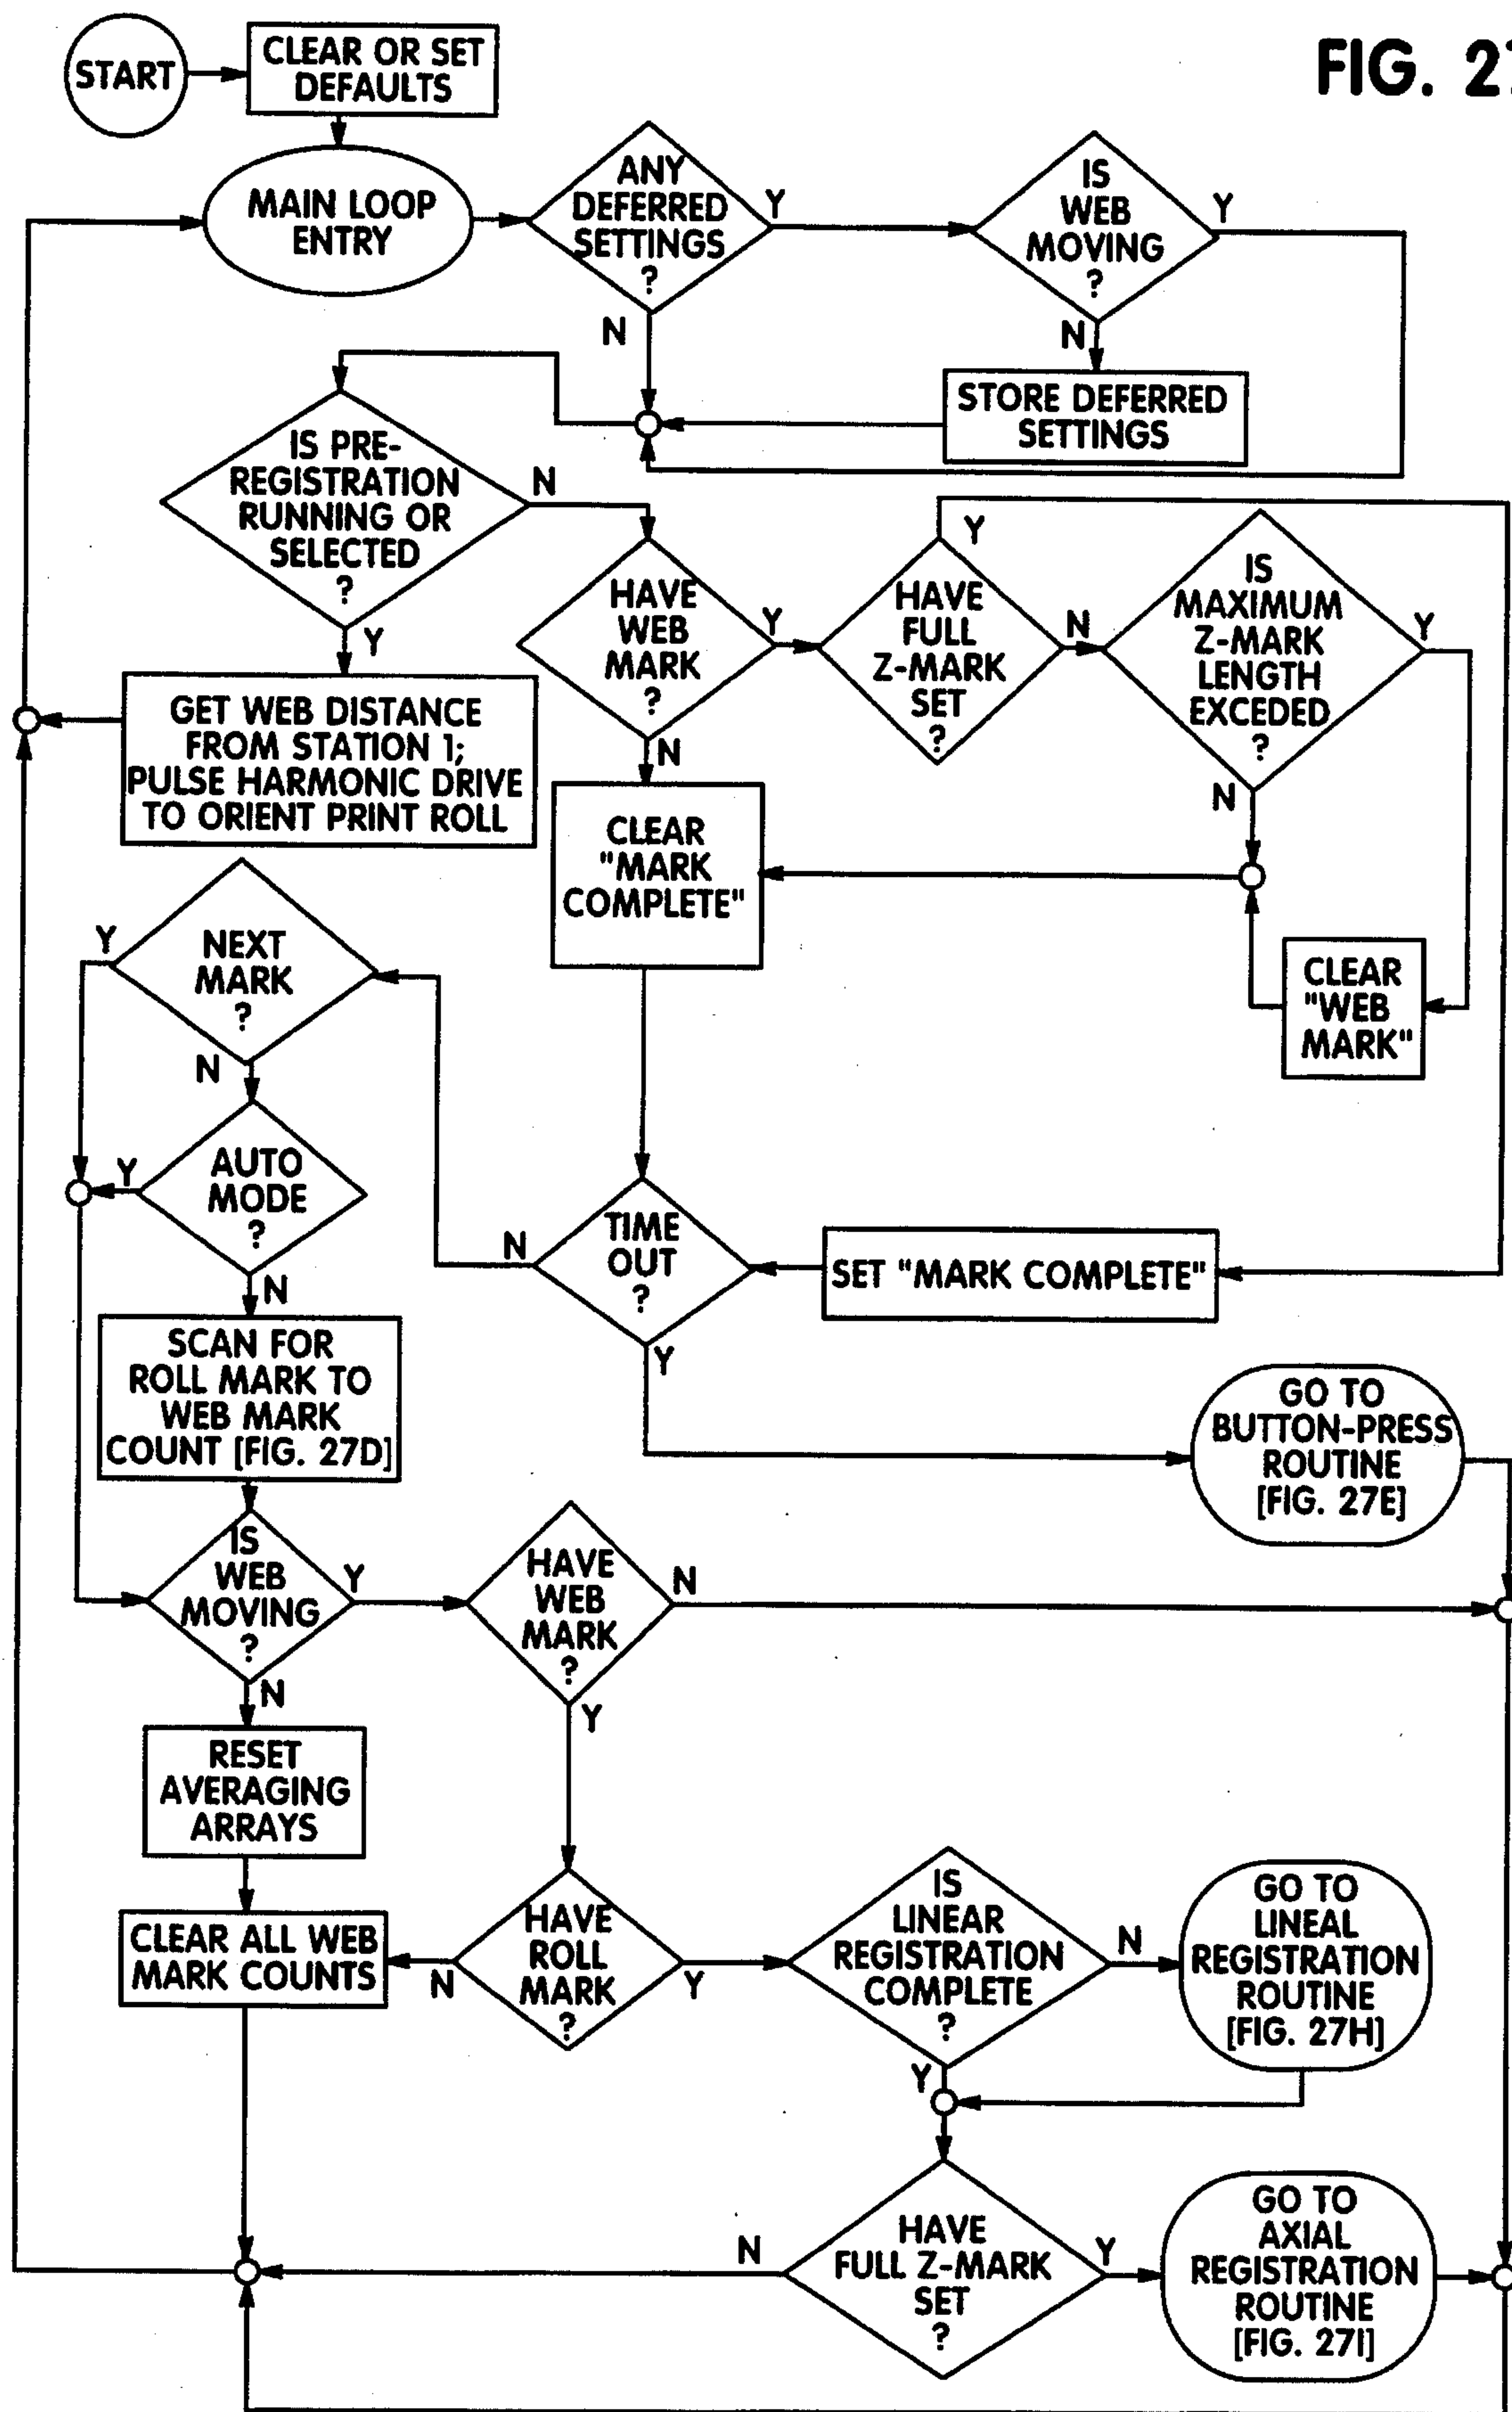 FIG. 27
START
CLEAR OR SET
DEFAULTS
MAIN LOOP
ENTRY
ANY
DEFERRED
SETTINGS
?
Y
N
IS
WEB
MOVING
?
Y
N
STORE DEFERRED
SETTINGS
IS PRE-
REGISTRATION
RUNNING OR
SELECTED
?
N
Y
GET WEB DISTANCE
FROM STATION 1;
PULSE HARMONIC DRIVE
TO ORIENT PRINT ROLL
HAVE
WEB
MARK
?
Y
N
HAVE
FULL
Z-MARK
SET
?
Y
N
IS
MAXIMUM
Z-MARK
LENGTH
EXCEDED
?
Y
N
CLEAR
"MARK
COMPLETE"
CLEAR
"WEB
MARK"
NEXT
MARK
?
Y
N
AUTO
MODE
?
Y
N
TIME
OUT
?
N
Y
SET "MARK COMPLETE"
SCAN FOR
ROLL MARK TO
WEB MARK
COUNT [FIG. 27D]
GO TO
BUTTON-PRESS
ROUTINE
[FIG. 27E]
IS
WEB
MOVING
?
Y
N
HAVE
WEB
MARK
?
N
Y
RESET
AVERAGING
ARRAYS
CLEAR ALL WEB
MARK COUNTS
HAVE
ROLL
MARK
?
N
Y
IS
LINEAR
REGISTRATION
COMPLETE
?
N
Y
GO TO
LINEAL
REGISTRATION
ROUTINE
[FIG. 27H]
HAVE
FULL Z-MARK
SET
?
N
Y
GO TO
AXIAL
REGISTRATION
ROUTINE
[FIG. 27I]